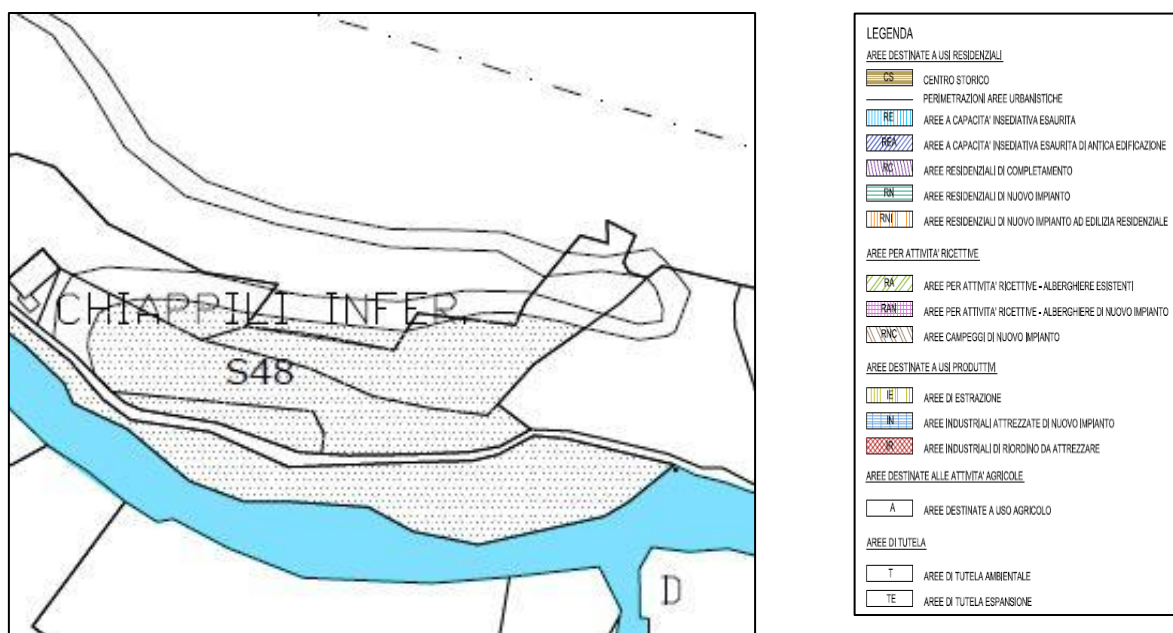 CHIAPPILI INFER.
S48
D
LEGENDA
AREE DESTINATE A USI RESIDENZIALI
CS CENTRO STORICO
PERIMETRAZIONI AREE URBANISTICHE
RE AREE A CAPACITA' INSEDIATIVA ESAURITA
REA AREE A CAPACITA' INSEDIATIVA ESAURITA DI ANTICA EDIFICAZIONE
RC AREE RESIDENZIALI DI COMPLETAMENTO
RN AREE RESIDENZIALI DI NUOVO IMPIANTO
RNI AREE RESIDENZIALI DI NUOVO IMPIANTO AD EDILIZIA RESIDENZIALE
AREE PER ATTIVITA' RICETTIVE
RA AREE PER ATTIVITA' RICETTIVE - ALBERGHIERE ESISTENTI
RAN AREE PER ATTIVITA' RICETTIVE - ALBERGHIERE DI NUOVO IMPIANTO
RNC AREE CAMPEGGI DI NUOVO IMPIANTO
AREE DESTINATE A USI PRODUTTIVI
IE AREE DI ESTRAZIONE
IN AREE INDUSTRIALI ATTREZZATE DI NUOVO IMPIANTO
IR AREE INDUSTRIALI DI RIORDINO DA ATTREZZARE
AREE DESTINATE ALLE ATTIVITA' AGRICOLE
A AREE DESTINATE A USO AGRICOLO
AREE DI TUTELA
T AREE DI TUTELA AMBIENTALE
TE AREE DI TUTELA ESPANSIONE